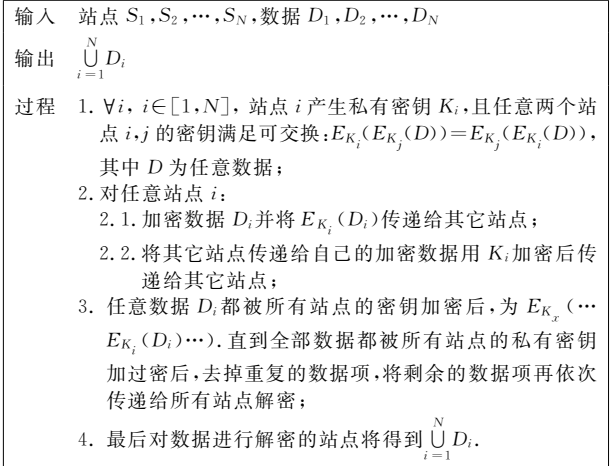 输入 站点 S₁,S₂,…,S_N,数据 D₁,D₂,…,D_N
输出 ⋃_{i=1}^{N} D_i
过程 1. ∀i, i∈[1,N], 站点 i 产生私有密钥 K_i,且任意两个站
点 i,j 的密钥满足可交换:E_{K_i}(E_{K_j}(D))=E_{K_j}(E_{K_i}(D)),
其中 D 为任意数据;
2. 对任意站点 i:
2.1. 加密数据 D_i并将 E_{K_i}(D_i)传递给其它站点;
2.2. 将其它站点传递给自己的加密数据用 K_i加密后传
递给其它站点;
3. 任意数据 D_i都被所有站点的密钥加密后,为 E_{K_x}(…
E_{K_i}(D_i)…). 直到全部数据都被所有站点的私有密钥
加过密后,去掉重复的数据项,将剩余的数据项再依次
传递给所有站点解密;
4. 最后对数据进行解密的站点将得到⋃_{i=1}^{N} D_i.